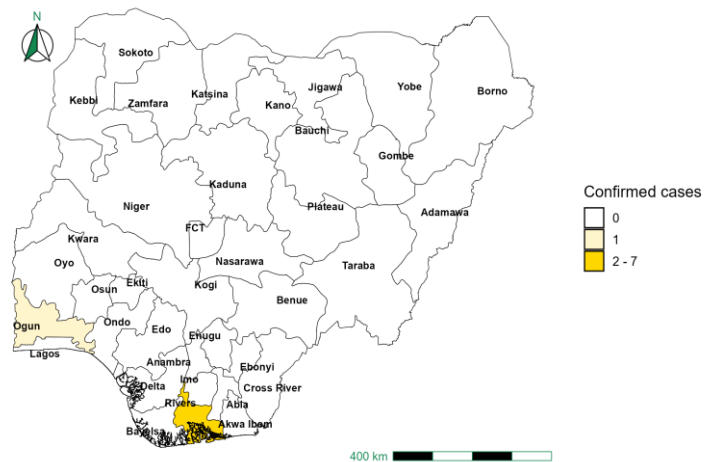 N
Sokoto
Kebbi
Zamfara
Katsina
Kano
Jigawa
Yobe
Borno
Bauchi
Gombe
Kaduna
Niger
Plateau
Adamawa
FCT
Kwara
Oyo
Nasarawa
Taraba
Osun
Ekiti
Kogi
Benue
Ogun
Ondo
Edo
Enugu
Lagos
Anambra
Ebonyi
Imo
Delta
Cross River
Rivers
Abia
Bayelsa
Akwa Ibom
Confirmed cases
0
1
2 - 7
400 km